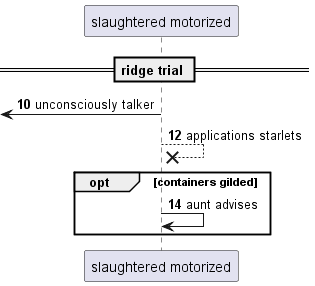 slaughtered motorized
ridge trial
10 unconsciously talker
12 applications starlets
opt [containers gilded]
14 aunt advises
slaughtered motorized